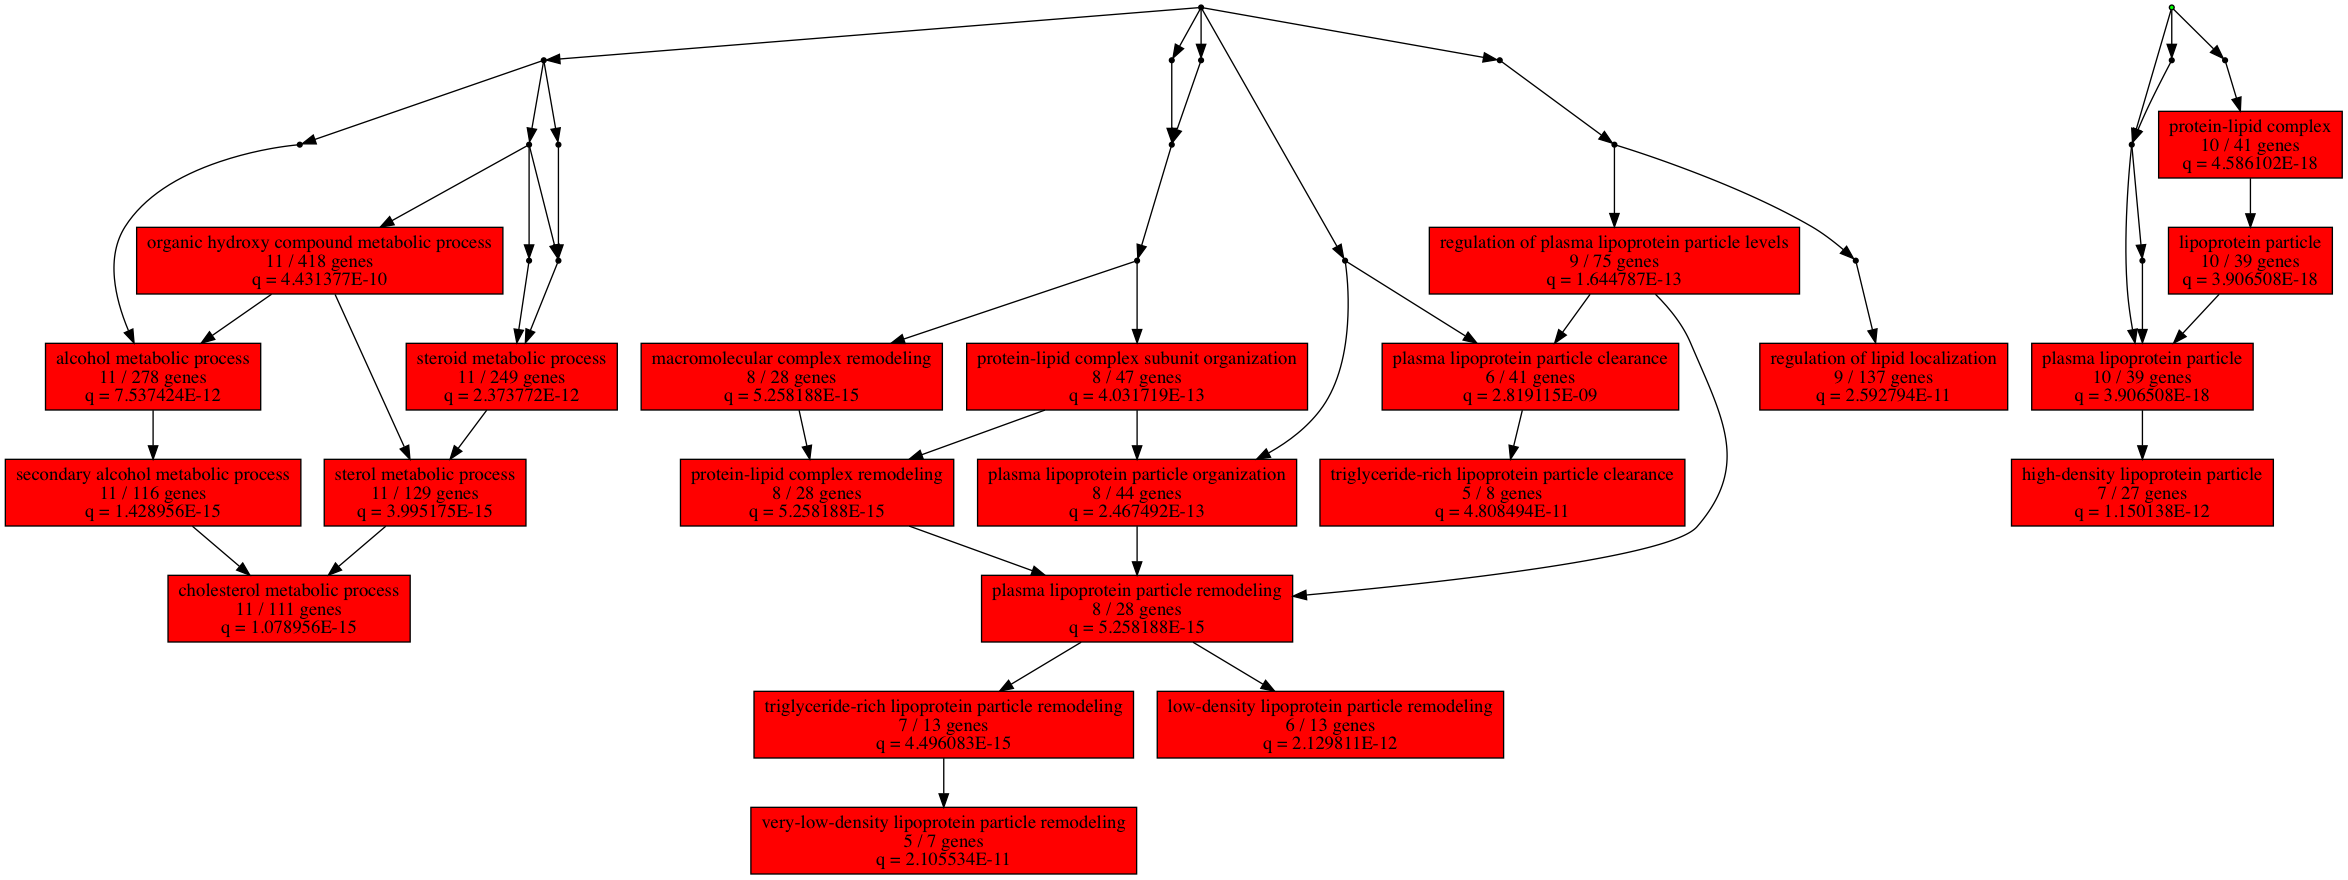 protein-lipid complex
10 / 41 genes
q = 4.586102E-18
organic hydroxy compound metabolic process
11 / 418 genes
q = 4.431377E-10
regulation of plasma lipoprotein particle levels
9 / 75 genes
q = 1.644787E-13
lipoprotein particle
10 / 39 genes
q = 3.906508E-18
alcohol metabolic process
11 / 278 genes
q = 7.537424E-12
steroid metabolic process
11 / 249 genes
q = 2.373772E-12
macromolecular complex remodeling
8 / 28 genes
q = 5.258188E-15
protein-lipid complex subunit organization
8 / 47 genes
q = 4.031719E-13
plasma lipoprotein particle clearance
6 / 41 genes
q = 2.819115E-09
regulation of lipid localization
9 / 137 genes
q = 2.592794E-11
plasma lipoprotein particle
10 / 39 genes
q = 3.906508E-18
secondary alcohol metabolic process
11 / 116 genes
q = 1.428956E-15
sterol metabolic process
11 / 129 genes
q = 3.995175E-15
protein-lipid complex remodeling
8 / 28 genes
q = 5.258188E-15
plasma lipoprotein particle organization
8 / 44 genes
q = 2.467492E-13
triglyceride-rich lipoprotein particle clearance
5 / 8 genes
q = 4.808494E-11
high-density lipoprotein particle
7 / 27 genes
q = 1.150138E-12
cholesterol metabolic process
11 / 111 genes
q = 1.078956E-15
plasma lipoprotein particle remodeling
8 / 28 genes
q = 5.258188E-15
triglyceride-rich lipoprotein particle remodeling
7 / 13 genes
q = 4.496083E-15
low-density lipoprotein particle remodeling
6 / 13 genes
q = 2.129811E-12
very-low-density lipoprotein particle remodeling
5 / 7 genes
q = 2.105534E-11